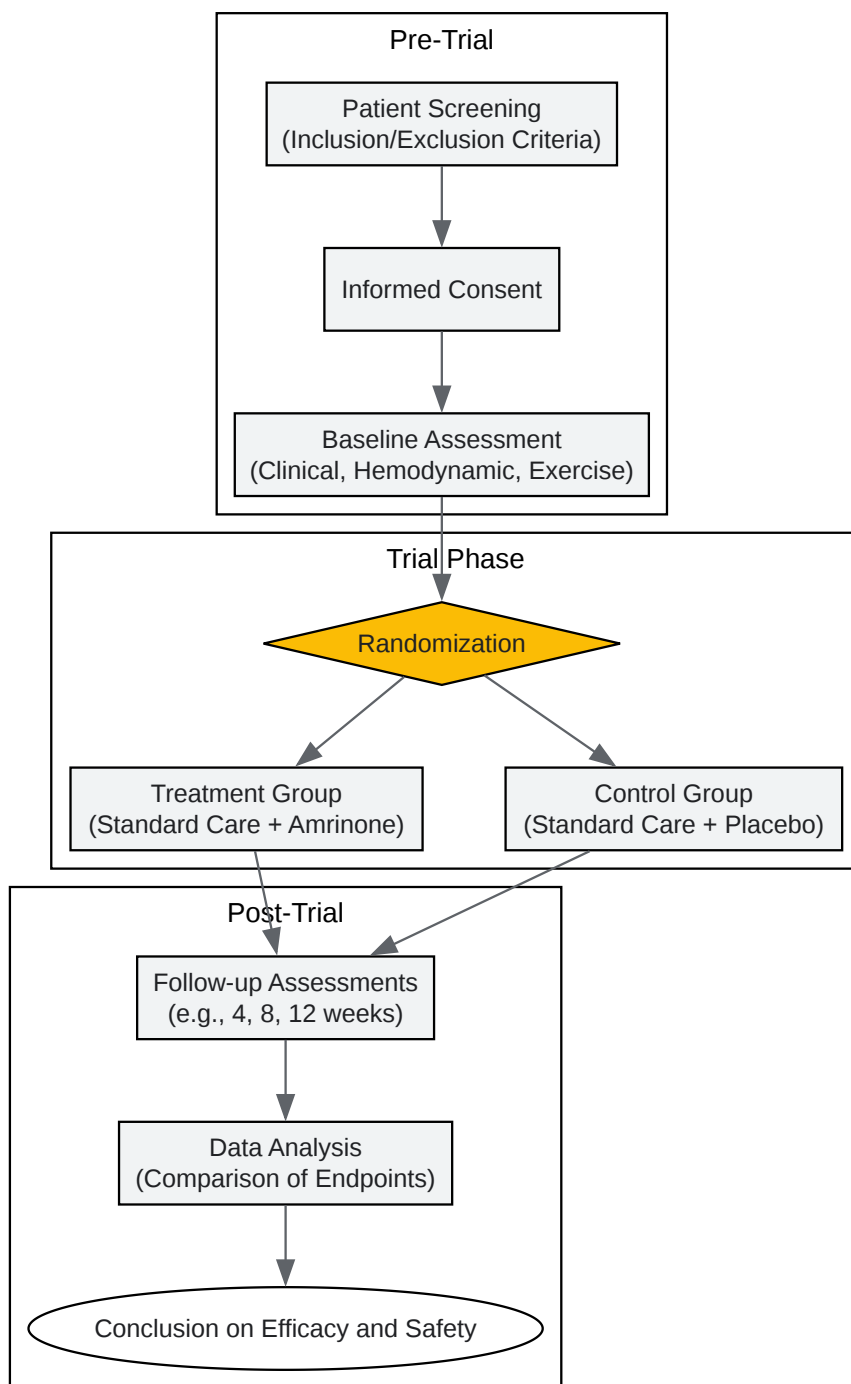 Pre-Trial
Patient Screening
(Inclusion/Exclusion Criteria)
Informed Consent
Baseline Assessment
(Clinical, Hemodynamic, Exercise)
Trial Phase
Randomization
Treatment Group
(Standard Care + Amrinone)
Control Group
(Standard Care + Placebo)
Post-Trial
Follow-up Assessments
(e.g., 4, 8, 12 weeks)
Data Analysis
(Comparison of Endpoints)
Conclusion on Efficacy and Safety